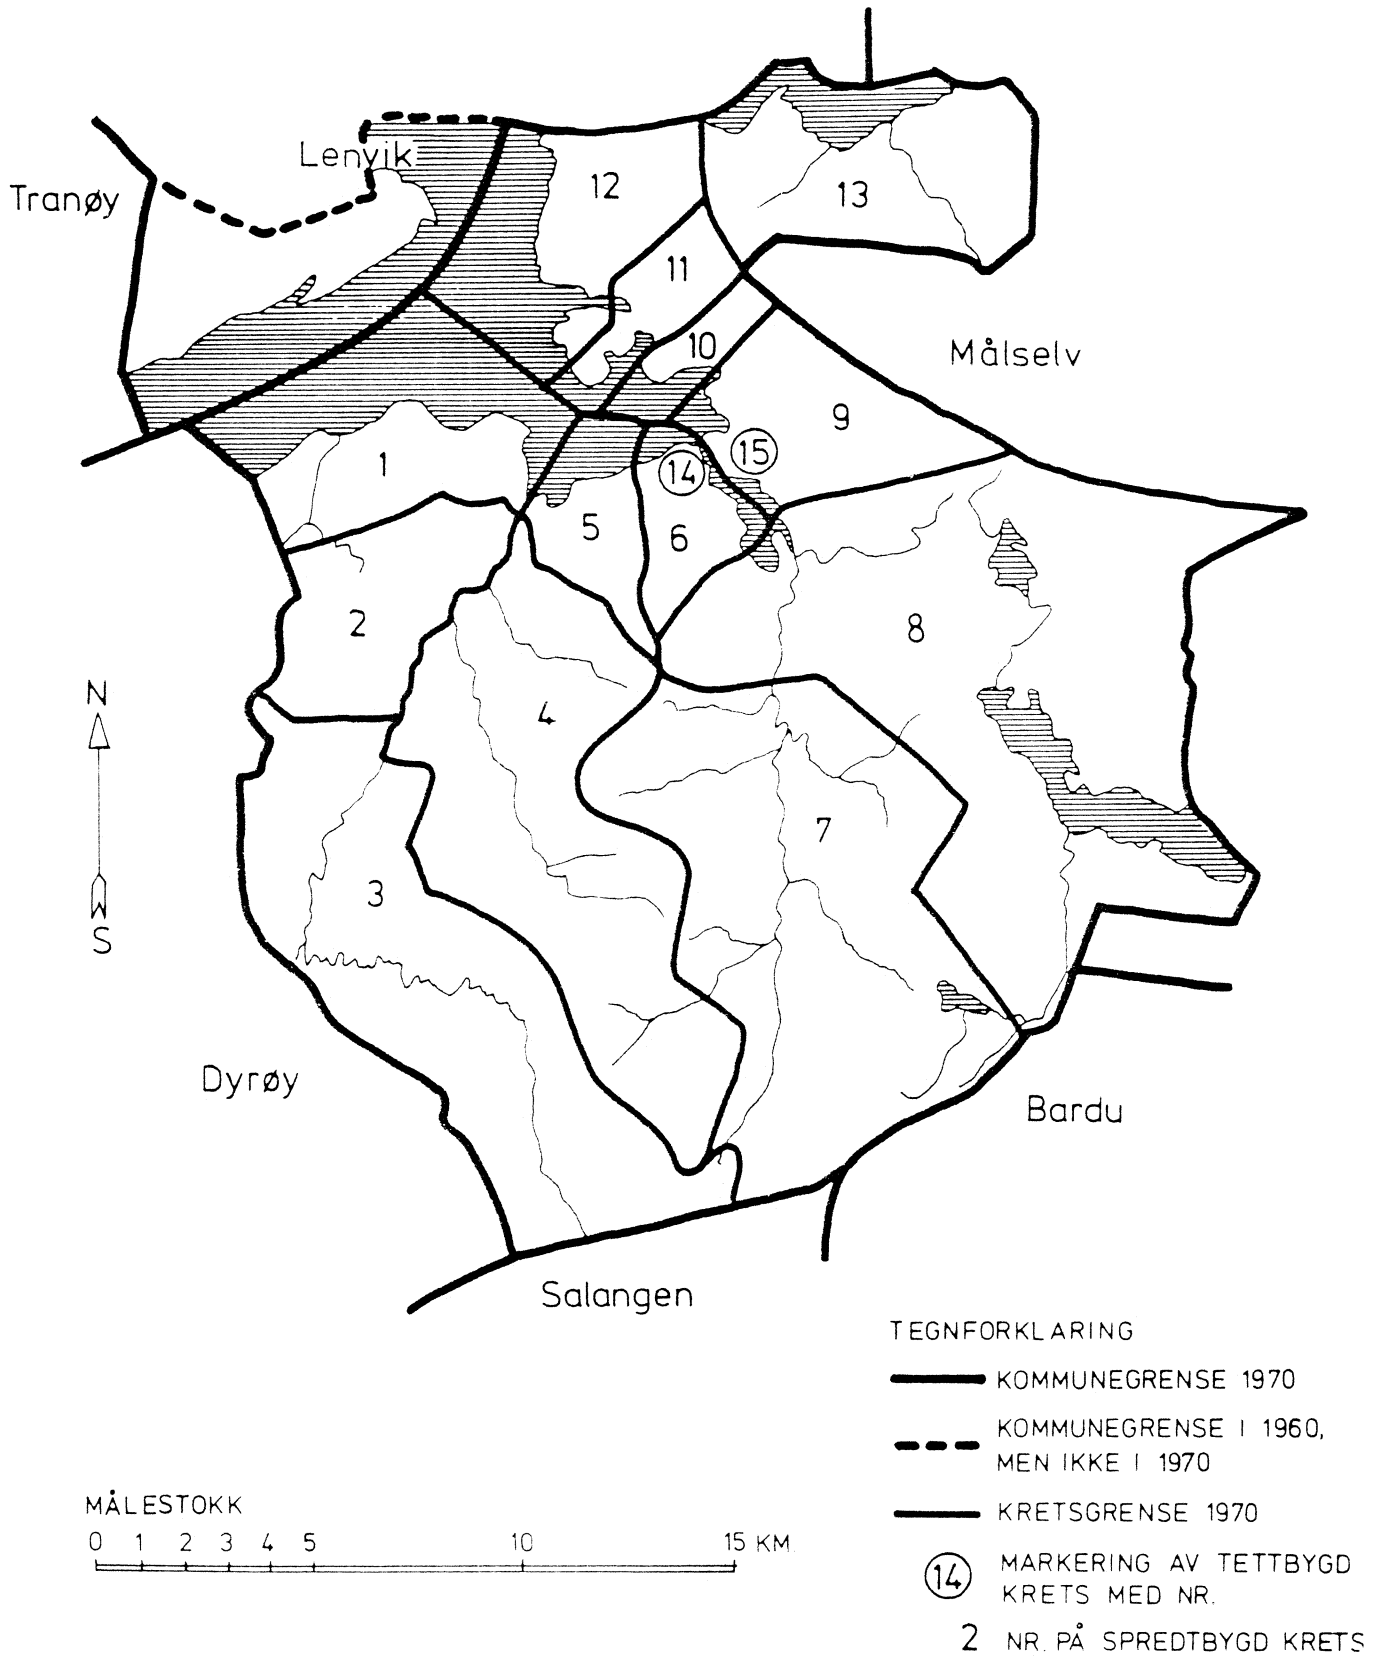 Lenvik
Tranøy
12
13
11
10
Målselv
9
1
14
15
5
6
2
8
N
4
7
3
S
Dyrøy
Bardu
Salangen
TEGNFORKLARING
KOMMUNEGRENSE 1970
KOMMUNEGRENSE I 1960,
MEN IKKE I 1970
KRETSGRENSE 1970
14 MARKERING AV TETTBYGD
KRETS MED NR.
2 NR. PÅ SPREDTBYGD KRETS
MÅLESTOKK
0 1 2 3 4 5 10 15 KM.